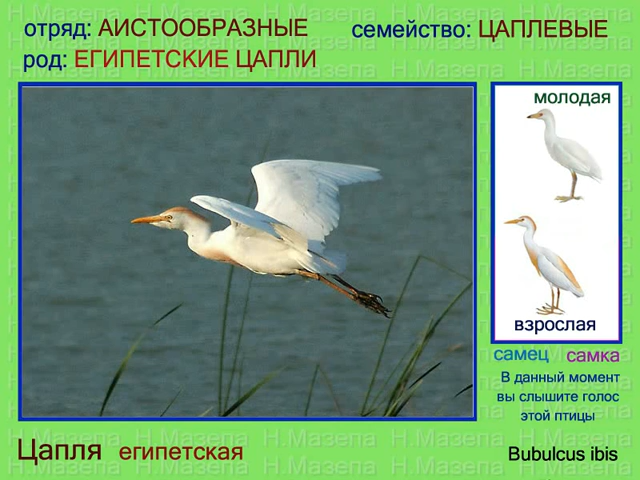 отряд: АИСТООБРАЗНЫЕ
семейство: ЦАПЛЕВЫЕ
род: ЕГИПЕТСКИЕ ЦАПЛИ
молодая
взрослая
самец самка
В данный момент
вы слышите голос
этой птицы
Цапля египетская
Bubulcus ibis
Н.Мазепа